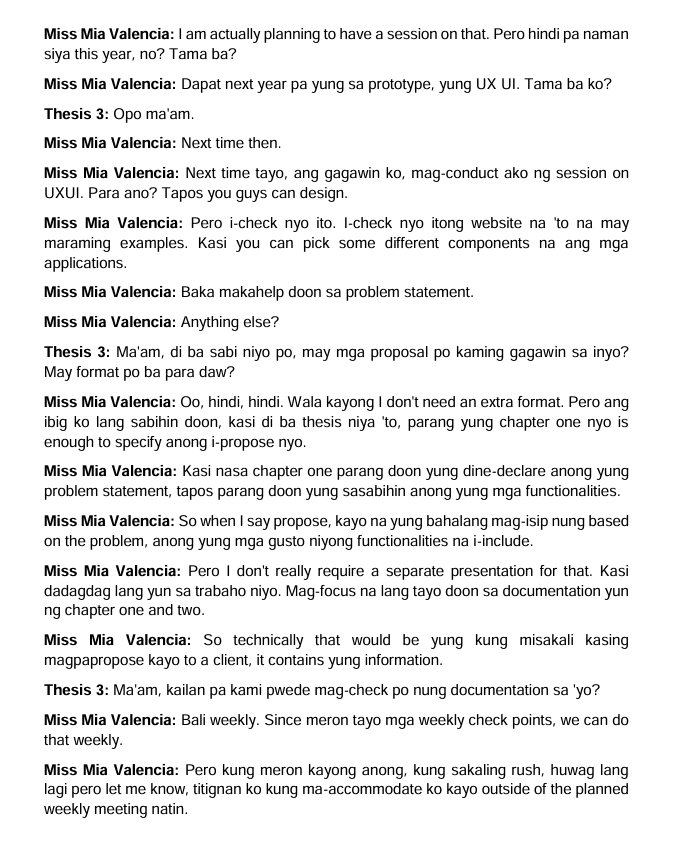 Miss Mia Valencia: I am actually planning to have a session on that. Pero hindi pa naman
siya this year, no? Tama ba?
Miss Mia Valencia: Dapat next year pa yung sa prototype, yung UX UI. Tama ba ko?
Thesis 3: Opo ma'am.
Miss Mia Valencia: Next time then.
Miss Mia Valencia: Next time tayo, ang gagawin ko, mag-conduct ako ng session on
UXUI. Para ano? Tapos you guys can design.
Miss Mia Valencia: Pero i-check nyo ito. I-check nyo itong website na 'to na may
maraming examples. Kasi you can pick some different components na ang mga
applications.
Miss Mia Valencia: Baka makahelp doon sa problem statement.
Miss Mia Valencia: Anything else?
Thesis 3: Ma'am, di ba sabi niyo po, may mga proposal po kaming gagawin sa inyo?
May format po ba para daw?
Miss Mia Valencia: Oo, hindi, hindi. Wala kayong I don't need an extra format. Pero ang
ibig ko lang sabihin doon, kasi di ba thesis niya 'to, parang yung chapter one nyo is
enough to specify anong i-propose nyo.
Miss Mia Valencia: Kasi nasa chapter one parang doon yung dine-declare anong yung
problem statement, tapos parang doon yung sasabihin anong yung mga functionalities.
Miss Mia Valencia: So when I say propose, kayo na yung bahalang mag-isip nung based
on the problem, anong yung mga gusto niyong functionalities na i-include.
Miss Mia Valencia: Pero I don't really require a separate presentation for that. Kasi
dadagdag lang yun sa trabaho niyo. Mag-focus na lang tayo doon sa documentation yun
ng chapter one and two.
Miss Mia Valencia: So technically that would be yung kung misakali kasing
magpapropose kayo to a client, it contains yung information.
Thesis 3: Ma'am, kailan pa kami pwede mag-check po nung documentation sa 'yo?
Miss Mia Valencia: Bali weekly. Since meron tayo mga weekly check points, we can do
that weekly.
Miss Mia Valencia: Pero kung meron kayong anong, kung sakaling rush, huwag lang
lagi pero let me know, titignan ko kung ma-accommodate ko kayo outside of the planned
weekly meeting natin.